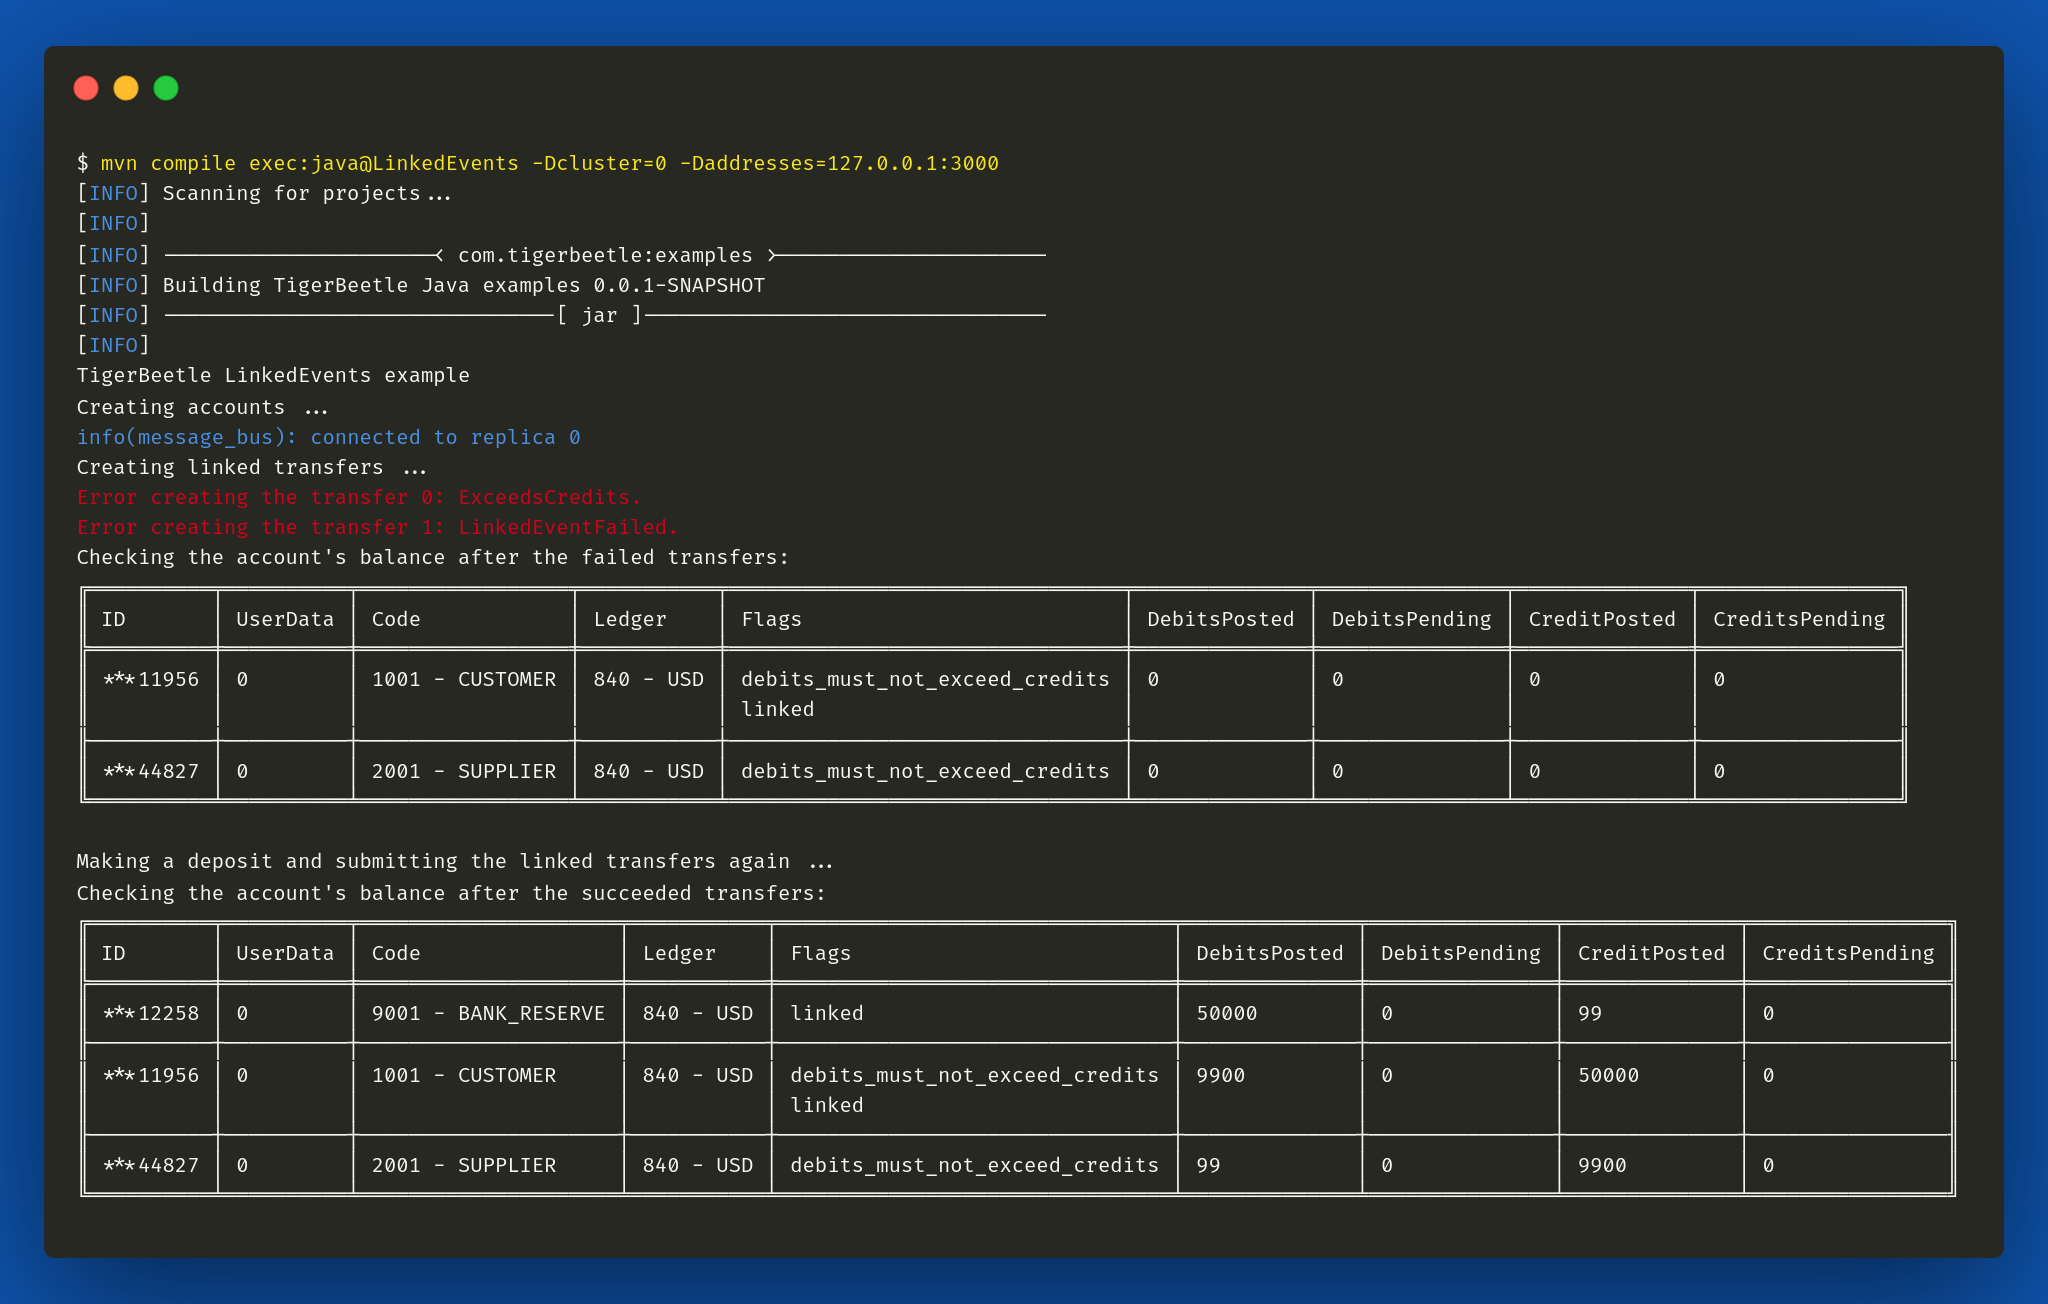 $ mvn compile exec:java@LinkedEvents -Dcluster=0 -Daddresses=127.0.0.1:3000
[INFO] Scanning for projects...
[INFO]
[INFO] ----------------------< com.tigerbeetle:examples >----------------------
[INFO] Building TigerBeetle Java examples 0.0.1-SNAPSHOT
[INFO] --------------------------------[ jar ]---------------------------------
[INFO]
TigerBeetle LinkedEvents example
Creating accounts ...
info(message_bus): connected to replica 0
Creating linked transfers ...
Error creating the transfer 0: ExceedsCredits.
Error creating the transfer 1: LinkedEventFailed.
Checking the account's balance after the failed transfers:
ID UserData Code Ledger Flags DebitsPosted DebitsPending CreditPosted CreditsPending
***11956 0 1001 - CUSTOMER 840 - USD debits_must_not_exceed_credits 0 0 0 0
linked
***44827 0 2001 - SUPPLIER 840 - USD debits_must_not_exceed_credits 0 0 0 0
Making a deposit and submitting the linked transfers again ...
Checking the account's balance after the succeeded transfers:
ID UserData Code Ledger Flags DebitsPosted DebitsPending CreditPosted CreditsPending
***12258 0 9001 - BANK_RESERVE 840 - USD linked 50000 0 99 0
***11956 0 1001 - CUSTOMER 840 - USD debits_must_not_exceed_credits 9900 0 50000 0
linked
***44827 0 2001 - SUPPLIER 840 - USD debits_must_not_exceed_credits 99 0 9900 0